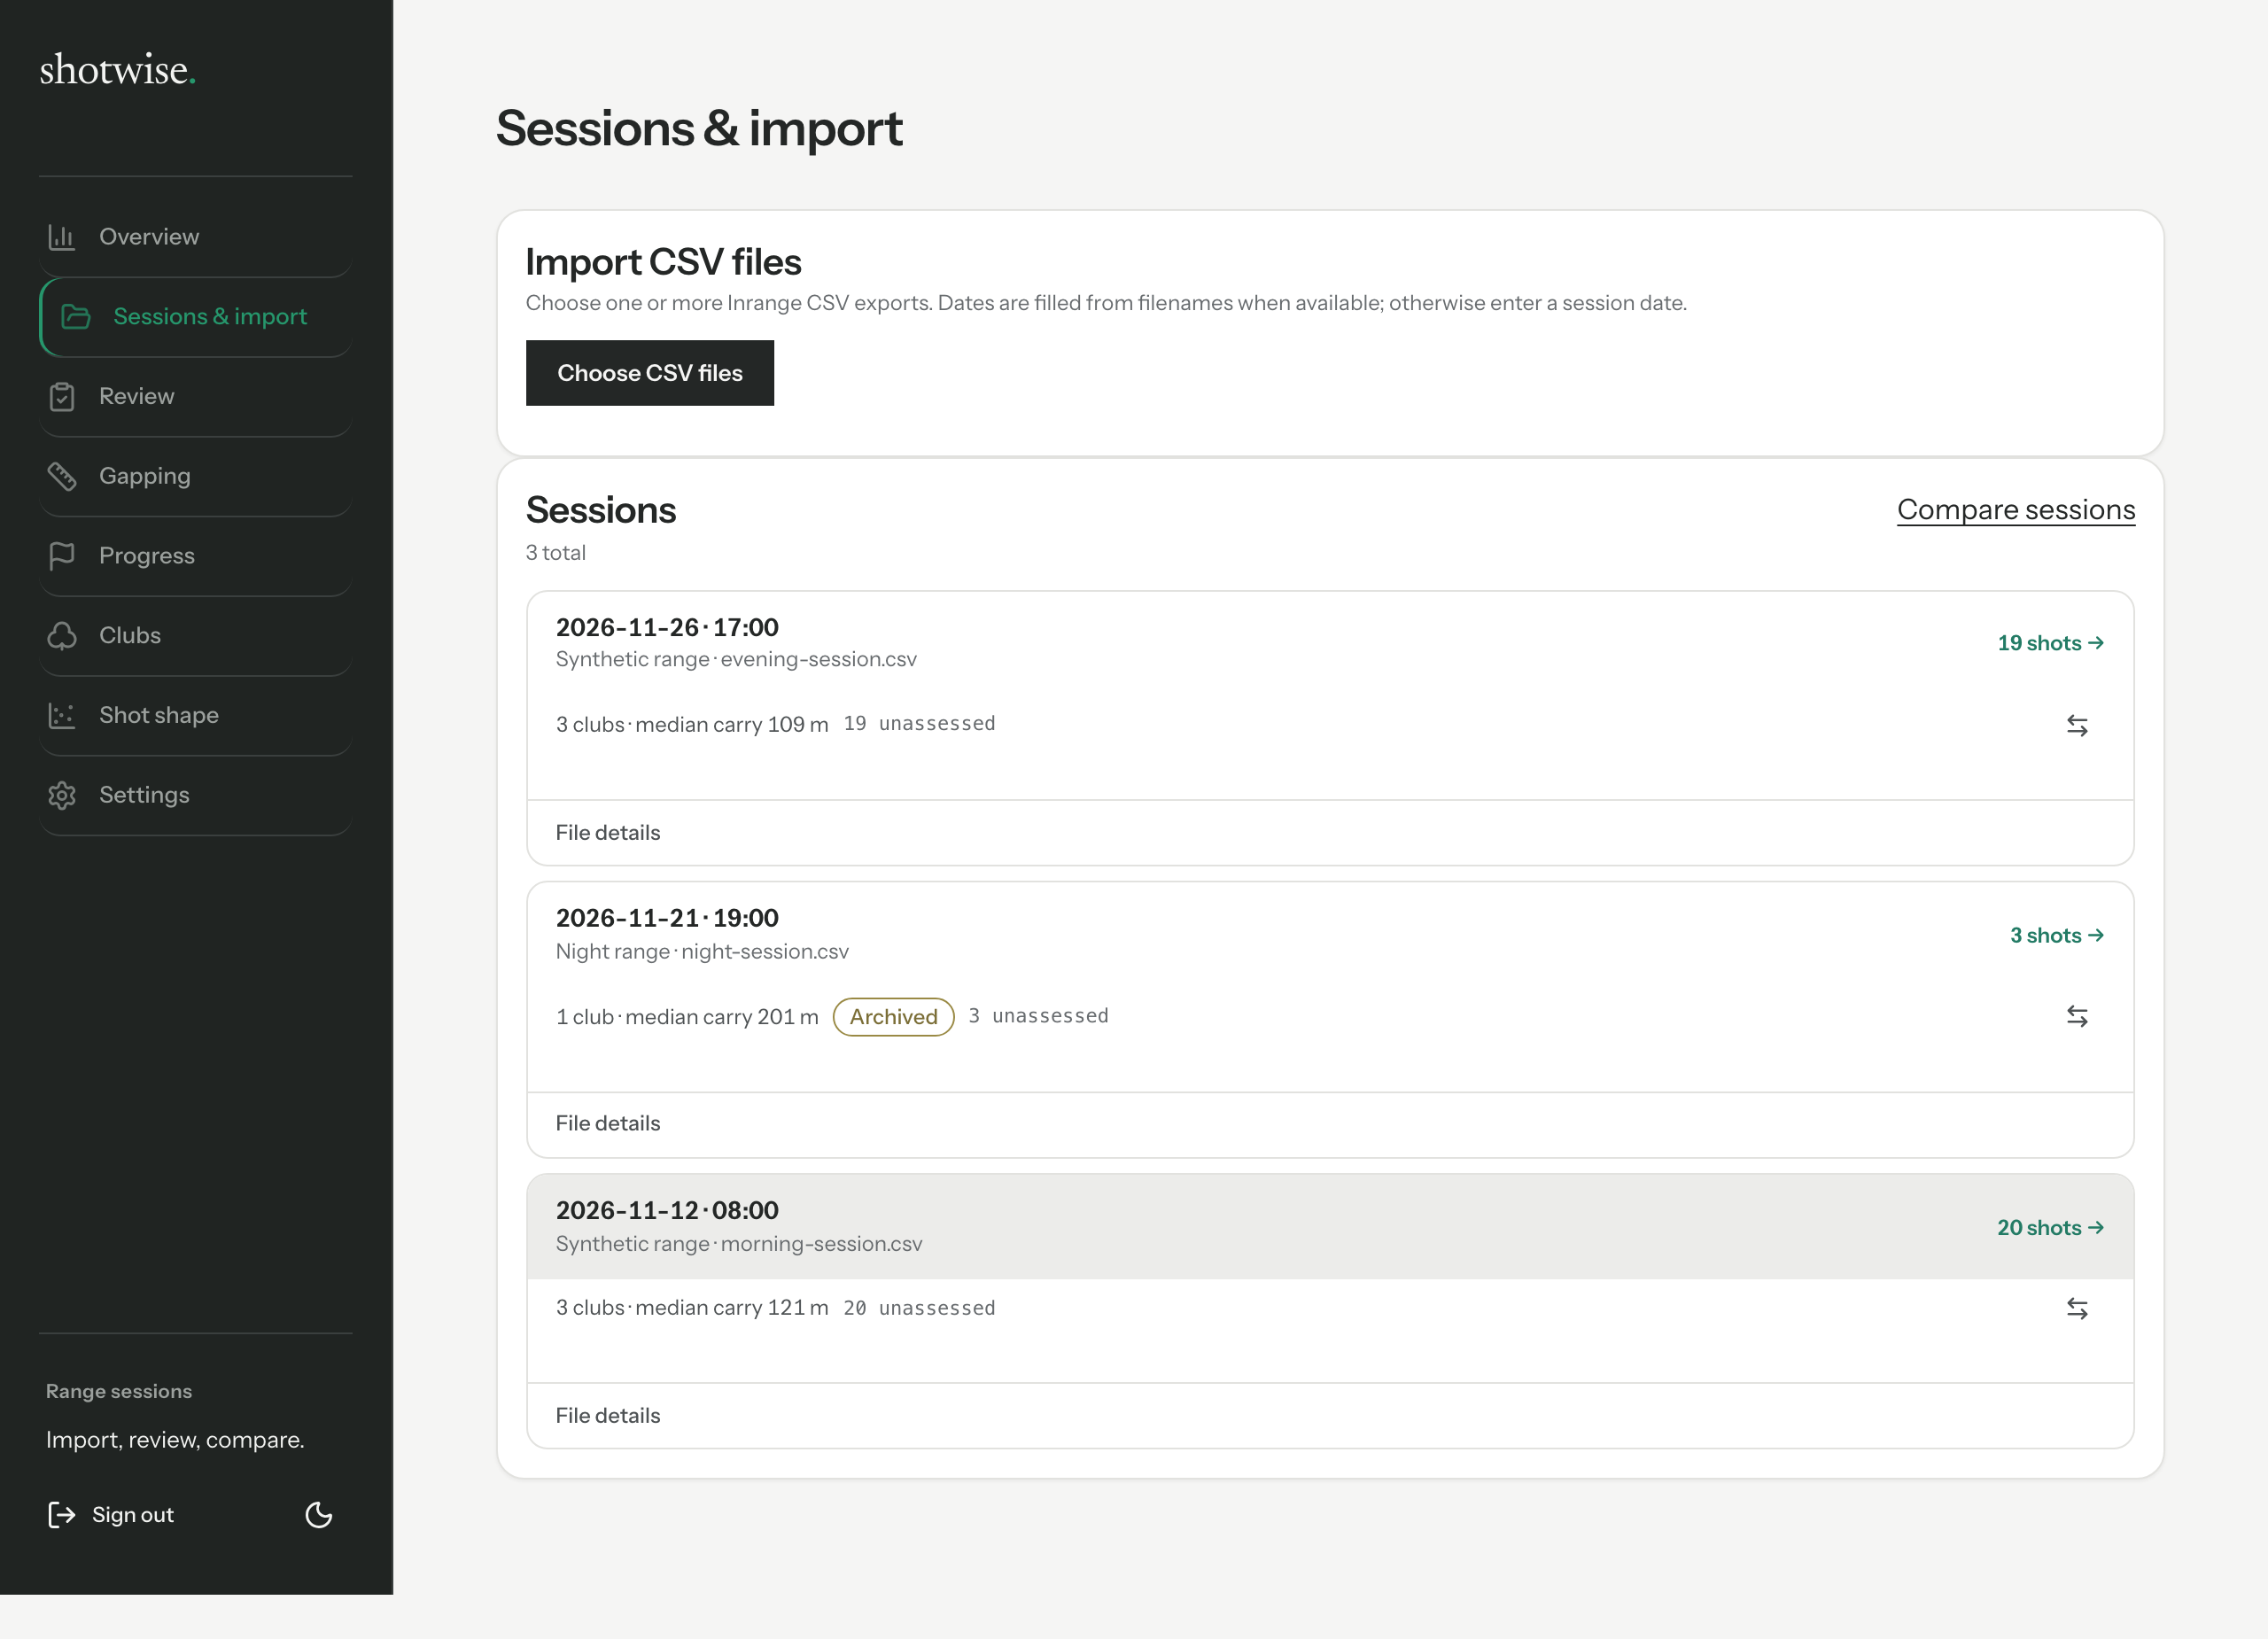 shotwise.
Overview
Sessions & import
Review
Gapping
Progress
Clubs
Shot shape
Settings
Range sessions
Import, review, compare.
Sign out
Sessions & import
Import CSV files
Choose one or more Inrange CSV exports. Dates are filled from filenames when available; otherwise enter a session date.
Choose CSV files
Sessions
Compare sessions
3 total
2026-11-26 · 17:00
Synthetic range · evening-session.csv
19 shots →
3 clubs · median carry 109 m 19 unassessed
File details
2026-11-21 · 19:00
Night range · night-session.csv
3 shots →
1 club · median carry 201 m Archived 3 unassessed
File details
2026-11-12 · 08:00
Synthetic range · morning-session.csv
20 shots →
3 clubs · median carry 121 m 20 unassessed
File details